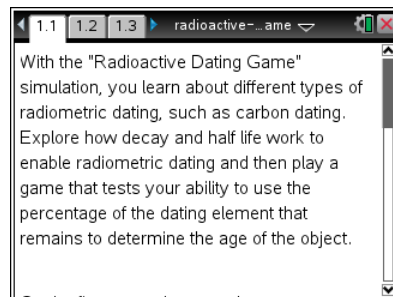 1.1 1.2 1.3 radioactive-...ame
With the "Radioactive Dating Game"
simulation, you learn about different types of
radiometric dating, such as carbon dating.
Explore how decay and half life work to
enable radiometric dating and then play a
game that tests your ability to use the
percentage of the dating element that
remains to determine the age of the object.